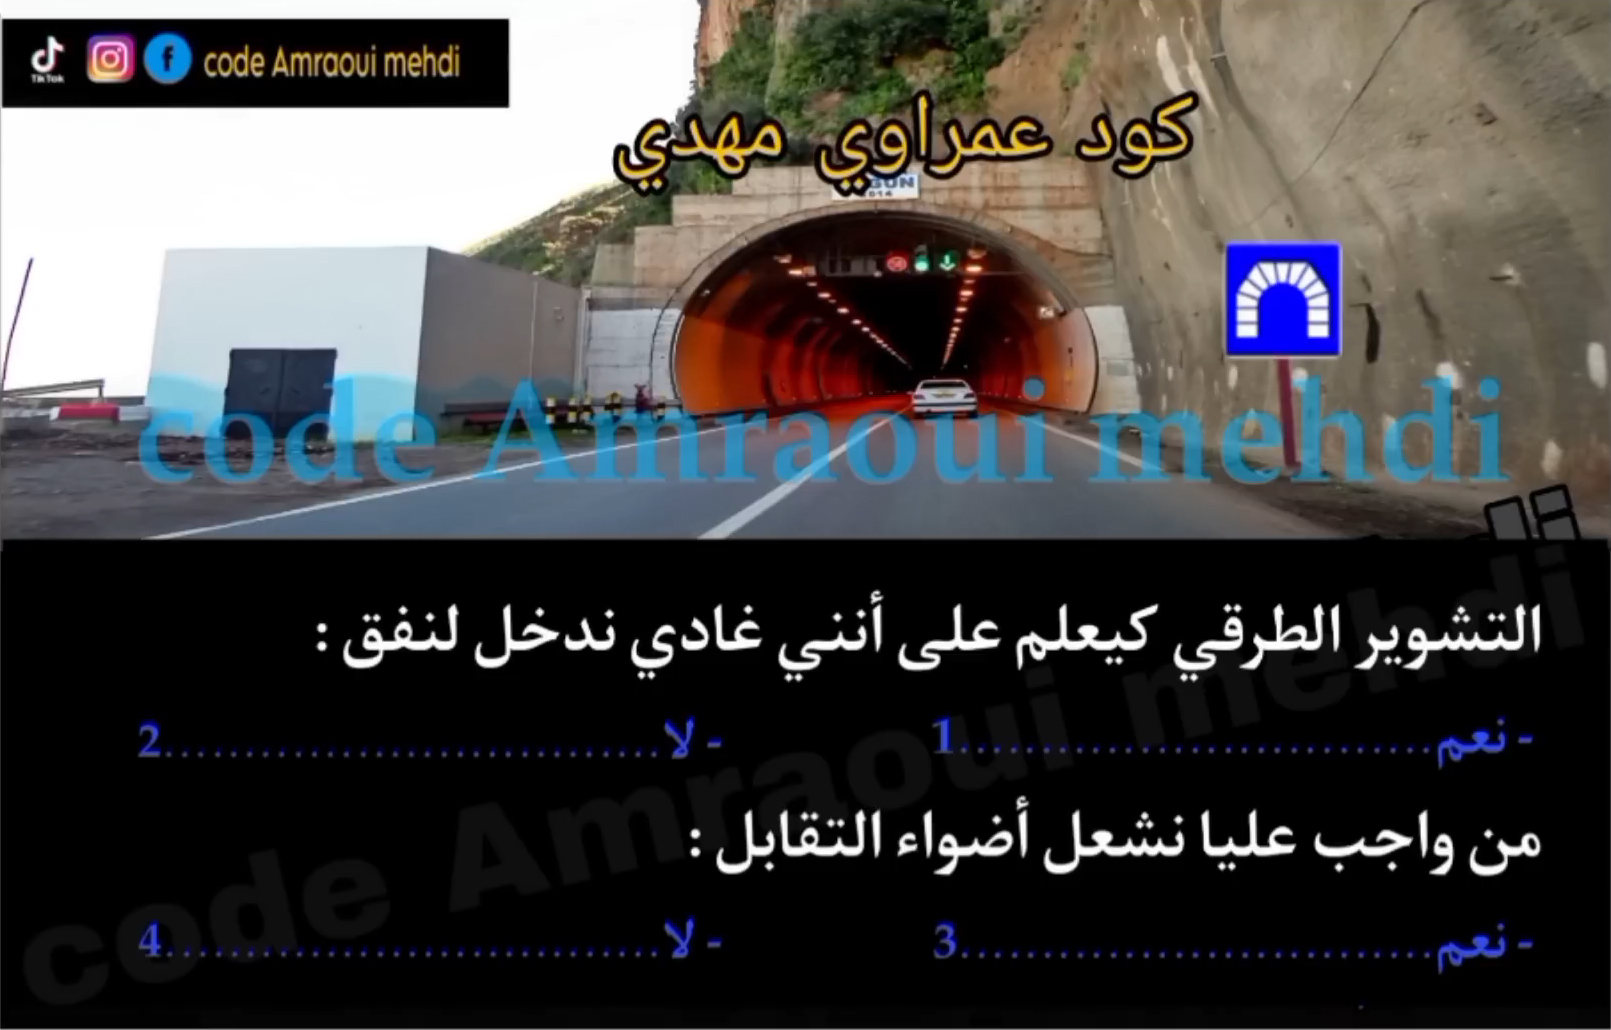 TikTok
code Amraoui mehdi
كود عمراوي مهدي
code Amraoui mehdi
التشوير الطرقي كيعلم على أنني غادي ندخل لنفق :
- نعم..............................1
- لا................................2
من واجب عليا نشعل أضواء التقابل :
- نعم..............................3
- لا................................4
code Amraoui mehdi